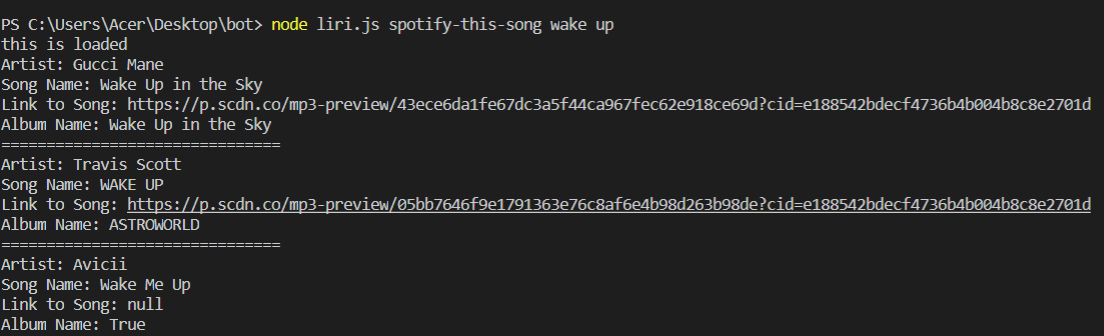 PS C:\Users\Acer\Desktop\bot> node liri.js spotify-this-song wake up
this is loaded
Artist: Gucci Mane
Song Name: Wake Up in the Sky
Link to Song: https://p.scdn.co/mp3-preview/43ece6da1fe67dc3a5f44ca967fec62e918ce69d?cid=e188542bdecf4736b4b004b8c8e2701d
Album Name: Wake Up in the Sky
===============================
Artist: Travis Scott
Song Name: WAKE UP
Link to Song: https://p.scdn.co/mp3-preview/05bb7646f9e1791363e76c8af6e4b98d263b98de?cid=e188542bdecf4736b4b004b8c8e2701d
Album Name: ASTROWORLD
===============================
Artist: Avicii
Song Name: Wake Me Up
Link to Song: null
Album Name: True